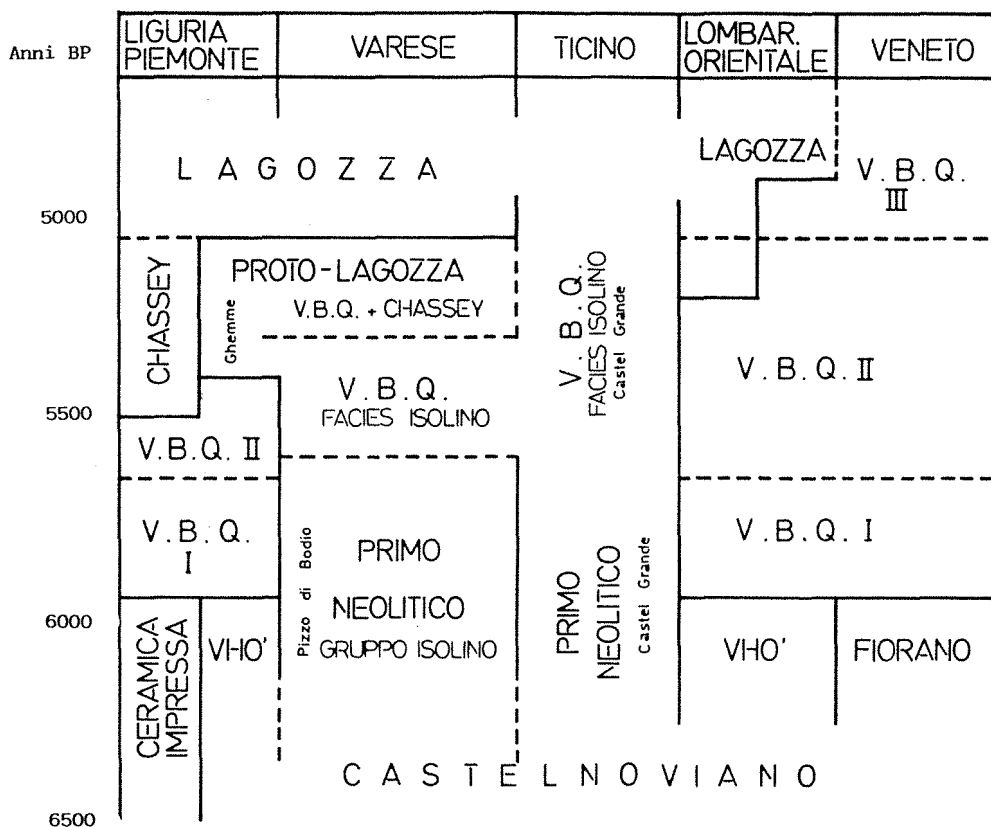 Anni BP
LIGURIA
PIEMONTE
VARESE
TICINO
LOMBAR.
ORIENTALE
VENETO
LAGOZZA
LAGOZZA
V.B.Q.
III
5000
CHASSEY
Ghemme
PROTO-LAGOZZA
V.B.Q. + CHASSEY
V.B.Q.
FACIES ISOLINO
Castel Grande
V.B.Q.
FACIES ISOLINO
V.B.Q. II
5500
V.B.Q. II
V.B.Q.
I
Pizzo di Bodio
PRIMO
NEOLITICO
GRUPPO ISOLINO
PRIMO
NEOLITICO
Castel Grande
V.B.Q. I
6000
CERAMICA
IMPRESSA
VHO'
VHO'
FIORANO
CASTELNOVIANO
6500